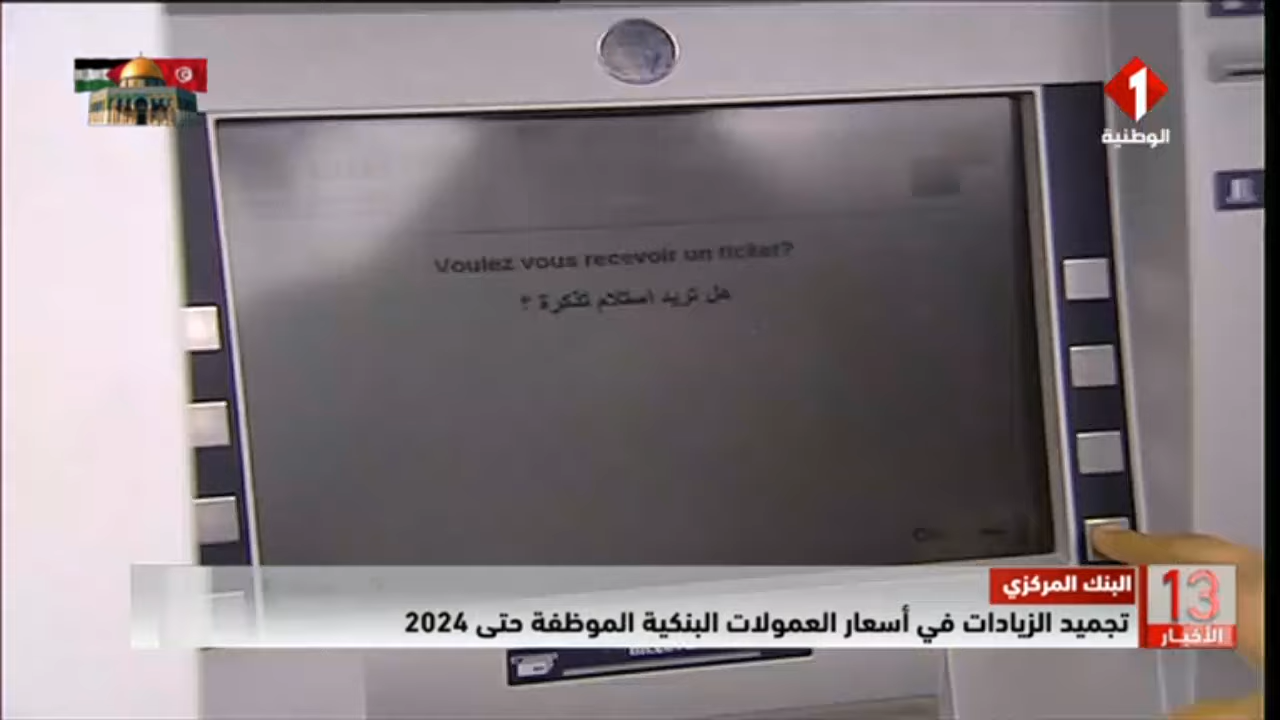 1
الوطنية
Voulez vous recevoir un ticket?
هل تريد استلام تذكرة ؟
البنك المركزي
تجميد الزيادات في أسعار العمولات البنكية الموظفة حتى 2024
13
الأخبار